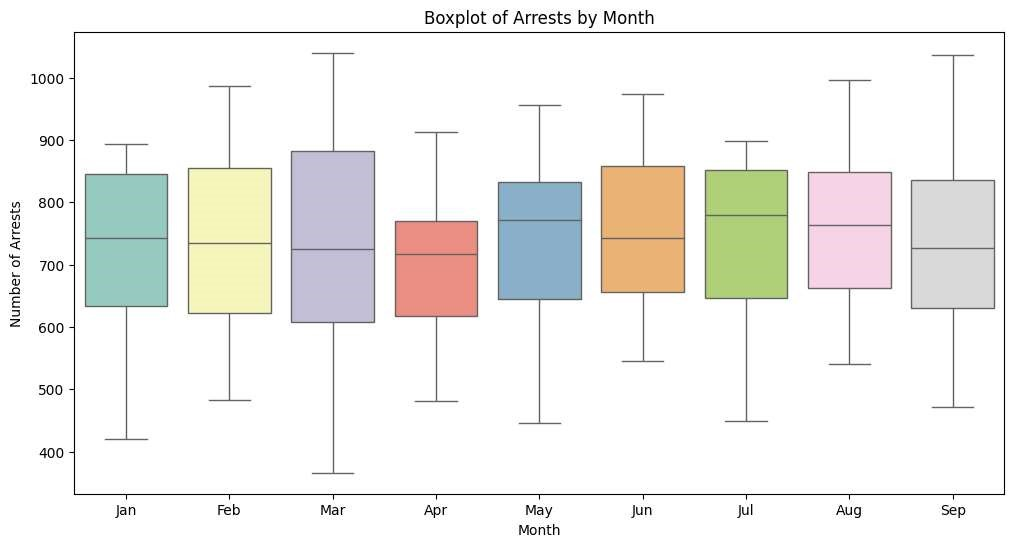 Boxplot of Arrests by Month
Number of Arrests
1000
900
800
700
600
500
400
Jan Feb Mar Apr May Jun Jul Aug Sep
Month